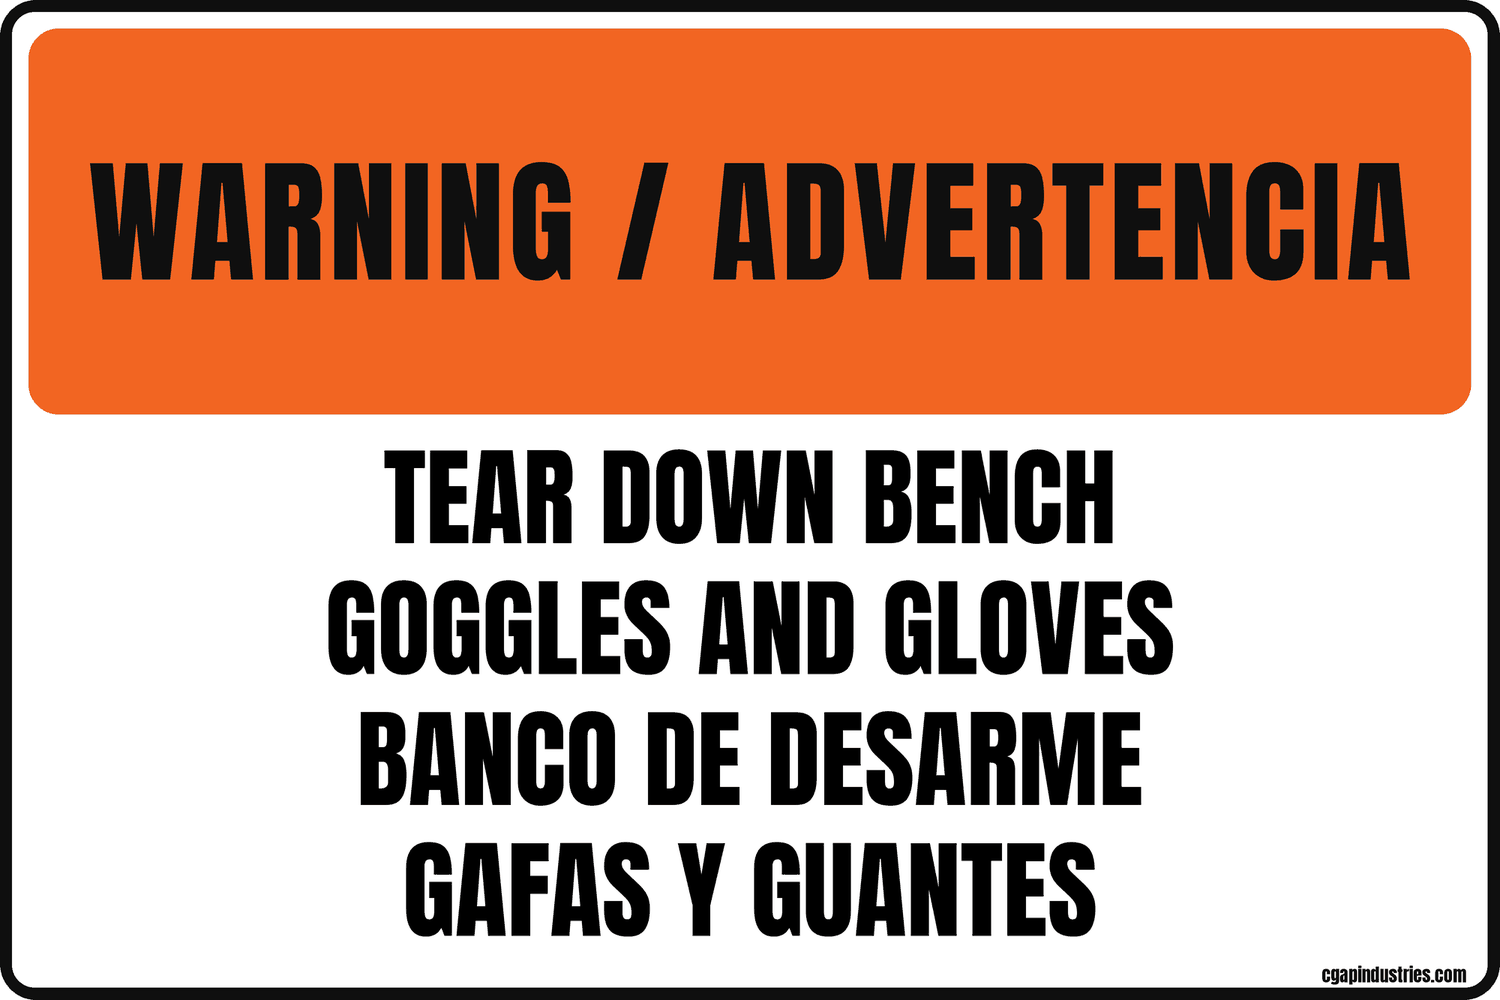 WARNING / ADVERTENCIA
TEAR DOWN BENCH
GOGGLES AND GLOVES
BANCO DE DESARME
GAFAS Y GUANTES
cgapindustries.com